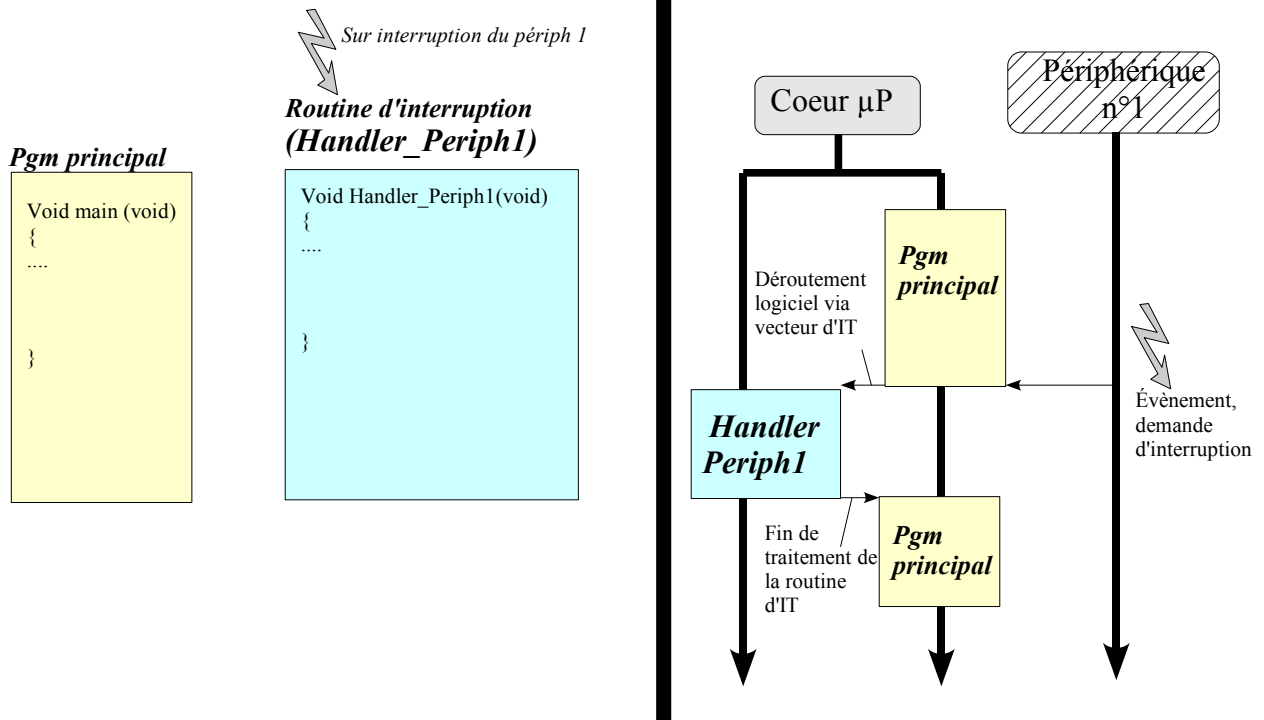 Sur interruption du périph 1
Routine d'interruption
(Handler_Periph1)
Pgm principal
Void main (void)
{
....
}
Void Handler_Periph1(void)
{
....
}
Coeur µP
Périphérique
n°1
Pgm
principal
Déroutement
logiciel via
vecteur d'IT
Évènement,
demande
d'interruption
Handler
Periph1
Fin de
traitement de
la routine
d'IT
Pgm
principal